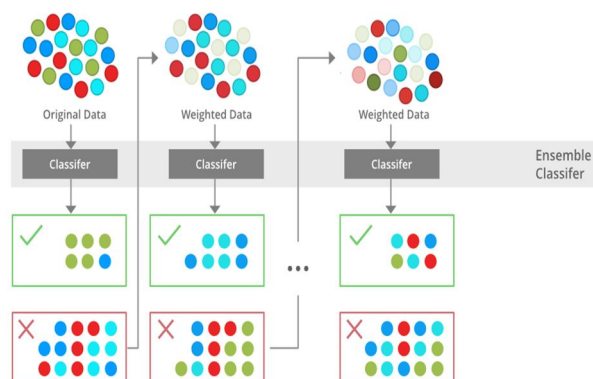 Original Data
Weighted Data
Weighted Data
Classifer
Classifer
Classifer
Ensemble
Classifer
...